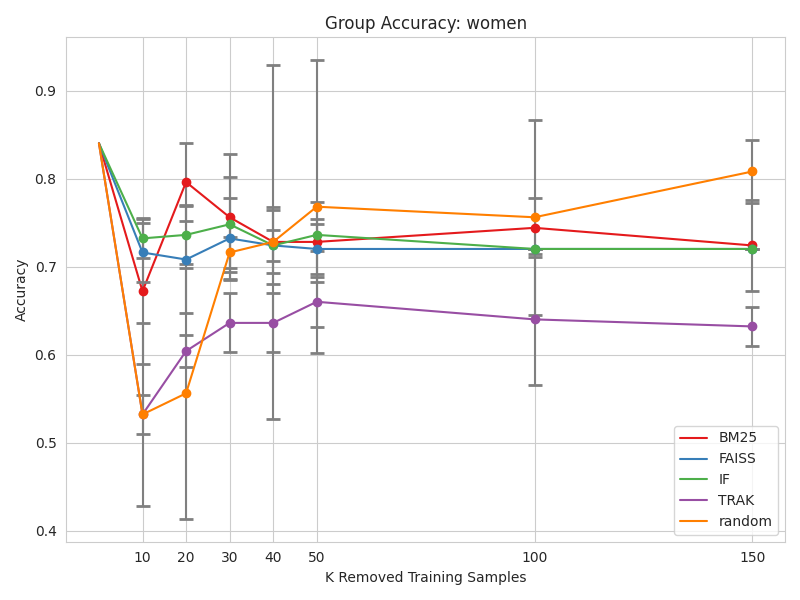 Group Accuracy: women
Accuracy
0.9
0.8
0.7
0.6
0.5
0.4
10 20 30 40 50 100 150
K Removed Training Samples
BM25
FAISS
IF
TRAK
random